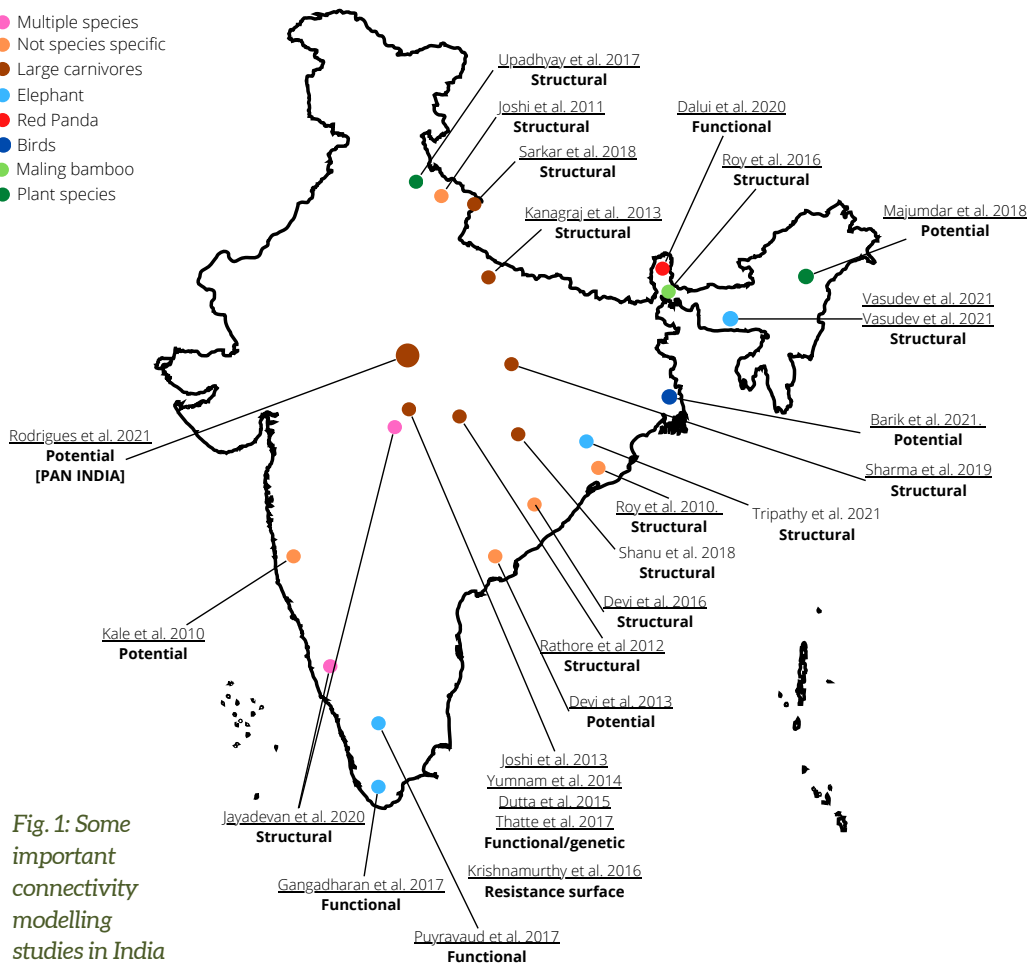 Multiple species
Not species specific
Large carnivores
Elephant
Red Panda
Birds
Maling bamboo
Plant species
Upadhyay et al. 2017
Structural
Joshi et al. 2011
Structural
Sarkar et al. 2018
Structural
Kanagraj et al. 2013
Structural
Dalui et al. 2020
Functional
Roy et al. 2016
Structural
Majumdar et al. 2018
Potential
Vasudev et al. 2021
Vasudev et al. 2021
Structural
Barik et al. 2021.
Potential
Sharma et al. 2019
Structural
Tripathy et al. 2021
Structural
Rodrigues et al. 2021
Potential
[PAN INDIA]
Roy et al. 2010.
Structural
Shanu et al. 2018
Structural
Devi et al. 2016
Structural
Rathore et al 2012
Structural
Devi et al. 2013
Potential
Kale et al. 2010
Potential
Joshi et al. 2013
Yumnam et al. 2014
Dutta et al. 2015
Thatte et al. 2017
Functional/genetic
Krishnamurthy et al. 2016
Resistance surface
Jayadevan et al. 2020
Structural
Gangadharan et al. 2017
Functional
Puyravaud et al. 2017
Functional
Fig. 1: Some
important
connectivity
modelling
studies in India